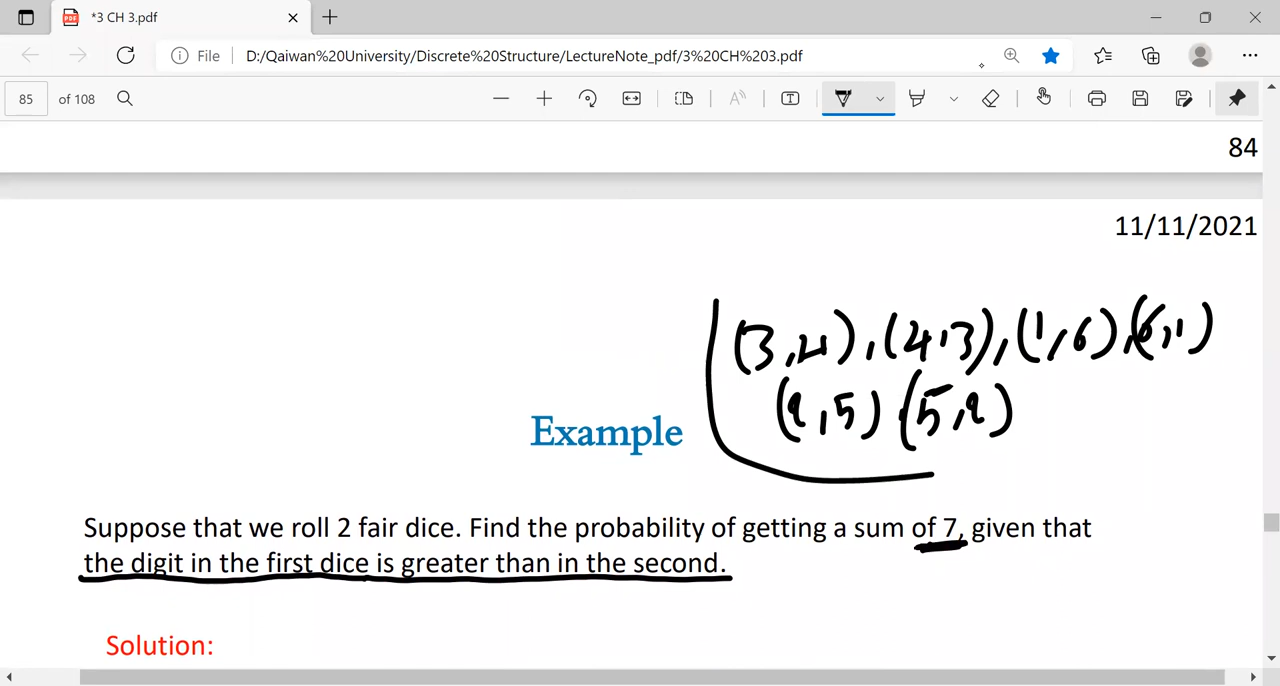 *3 CH 3.pdf
File D:/Qaiwan%20University/Discrete%20Structure/LectureNote_pdf/3%20CH%203.pdf
85 of 108
84
11/11/2021
(3,4),(4,3),(1,6),(6,1)
(2,5)(5,2)
Example
Suppose that we roll 2 fair dice. Find the probability of getting a sum of 7, given that
the digit in the first dice is greater than in the second.
Solution: